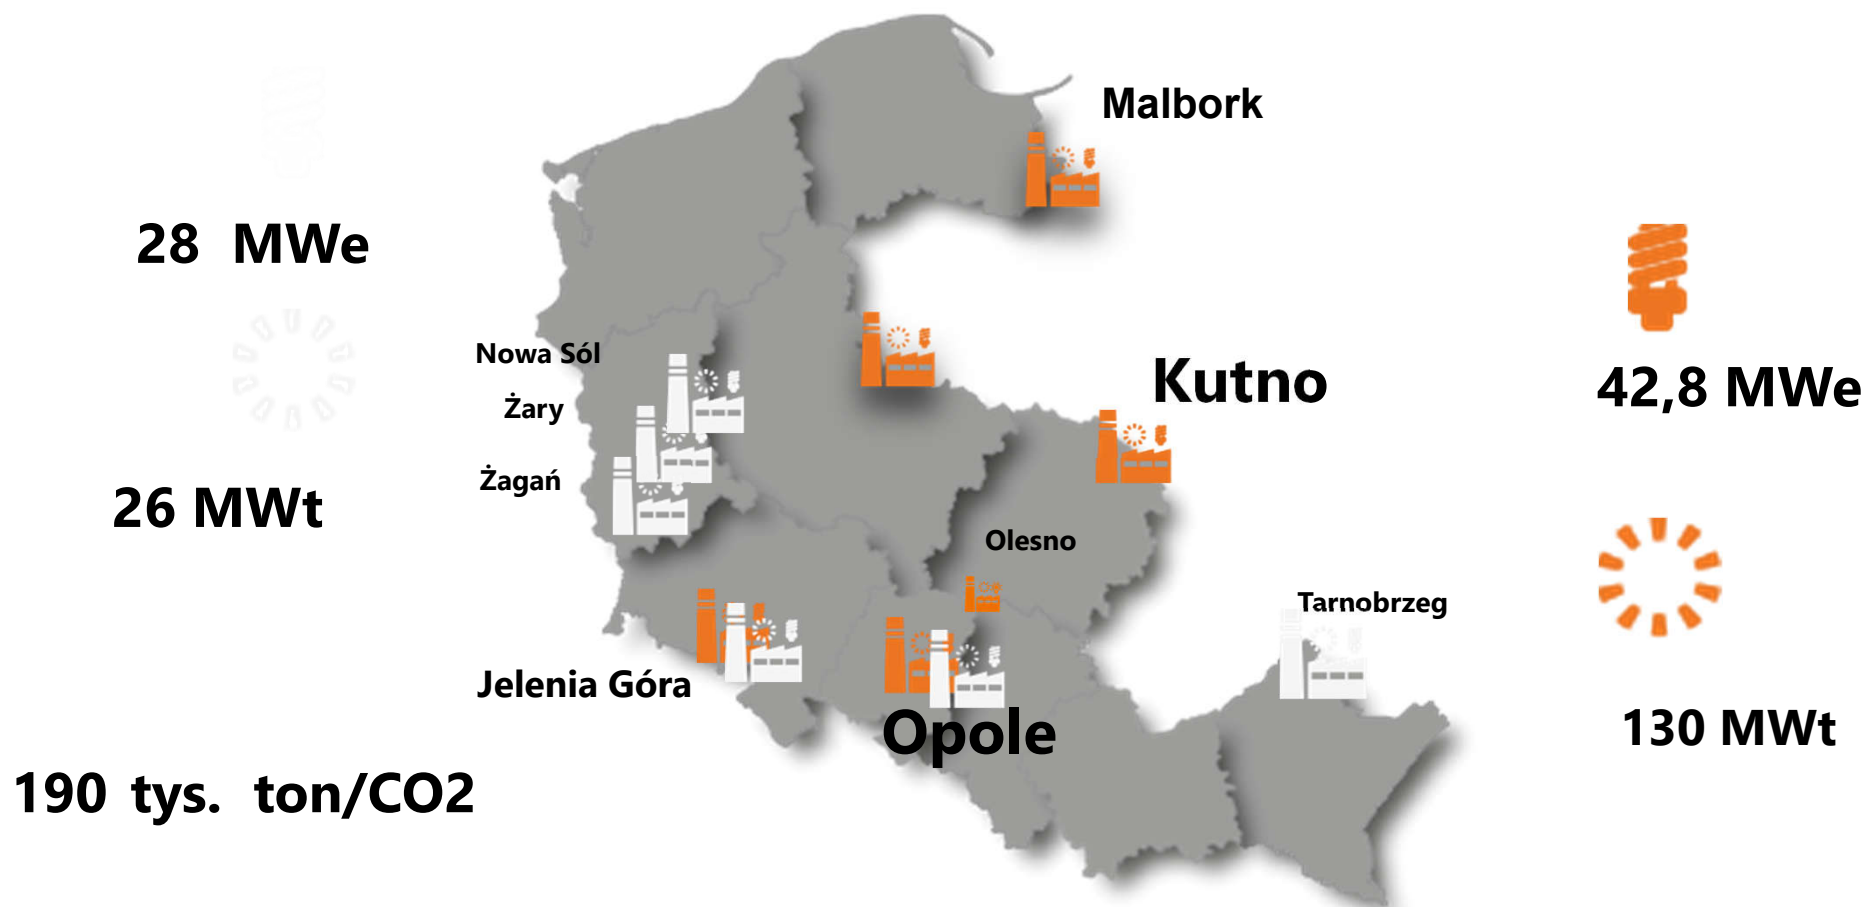 Malbork
28 MWe
Nowa Sól
Kutno
42,8 MWe
Żary
Żagań
26 MWt
Olesno
Tarnobrzeg
Jelenia Góra
Opole
130 MWt
190 tys. ton/CO2